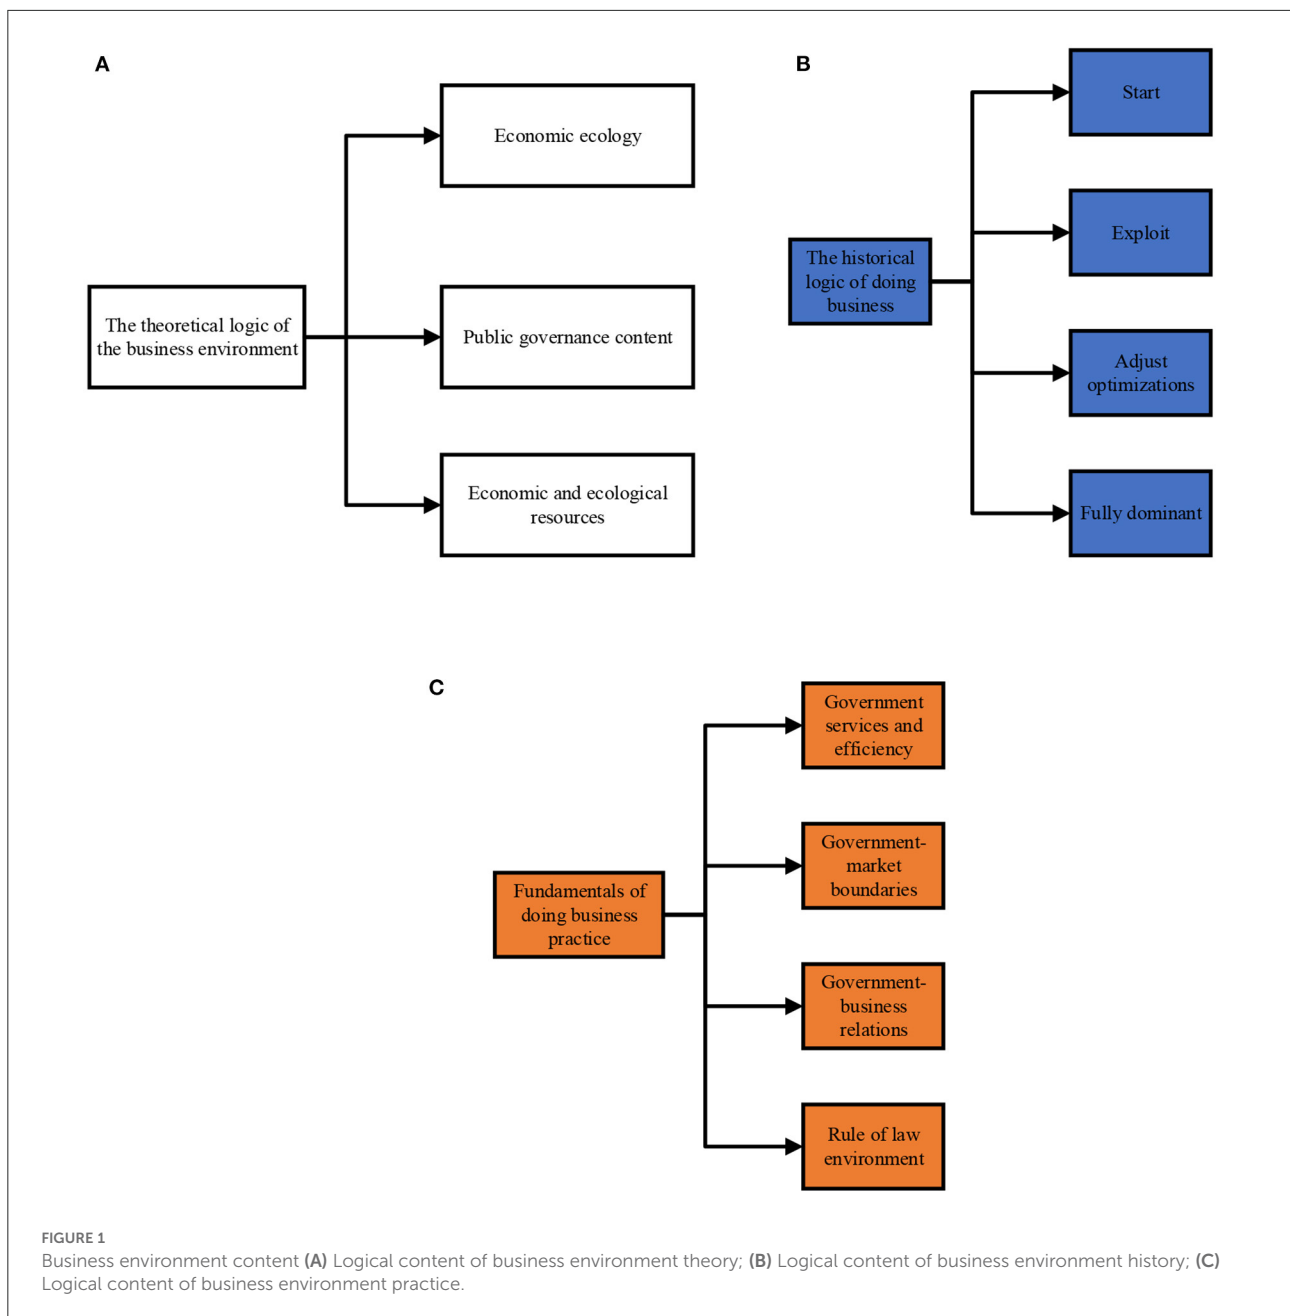 A
Economic ecology
The theoretical logic of
the business environment
Public governance content
Economic and ecological
resources
B
Start
Exploit
The historical
logic of doing
business
Adjust
optimizations
Fully dominant
C
Government
services and
efficiency
Government-
market
boundaries
Fundamentals of
doing business
practice
Government-
business
relations
Rule of law
environment
FIGURE 1
Business environment content (A) Logical content of business environment theory; (B) Logical content of business environment history; (C)
Logical content of business environment practice.